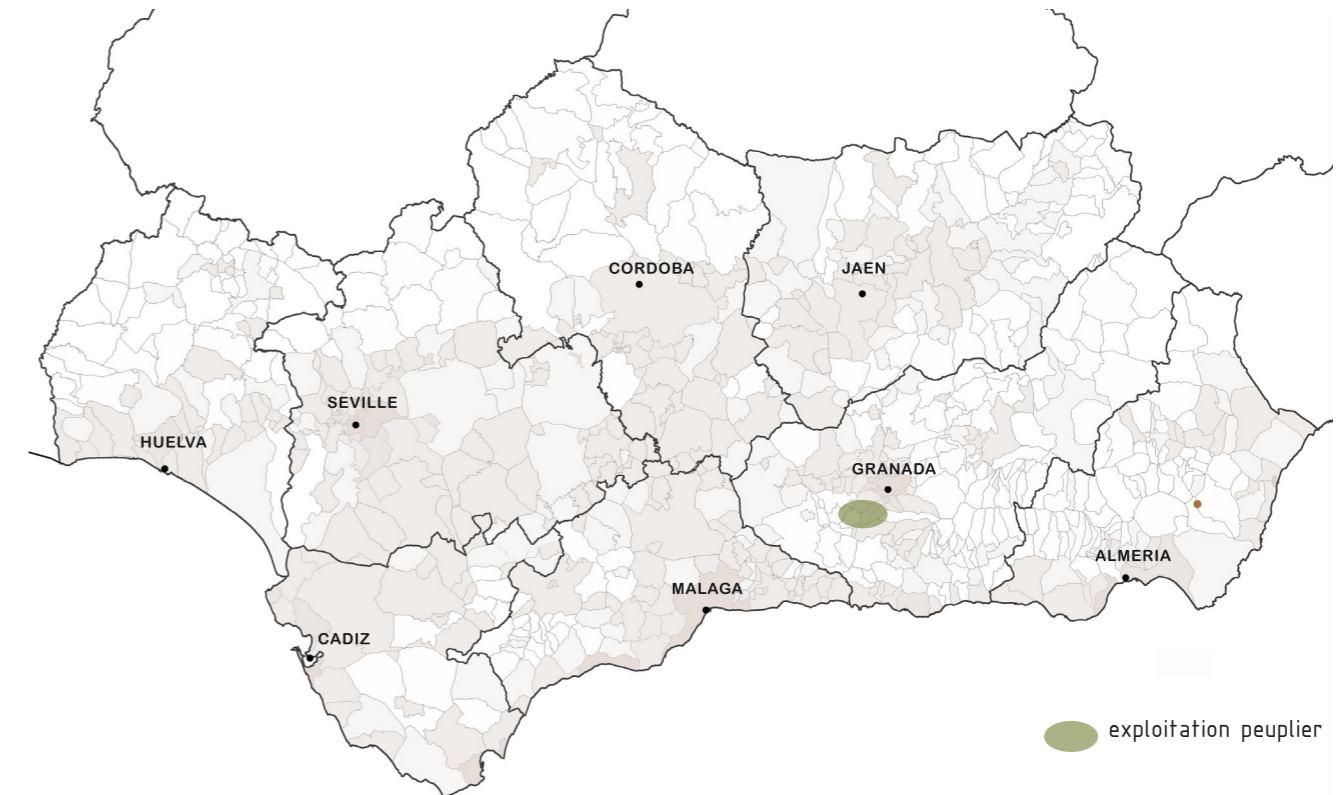 CORDOBA
JAEN
SEVILLE
HUELVA
GRANADA
ALMERIA
MALAGA
CADIZ
exploitation peuplier